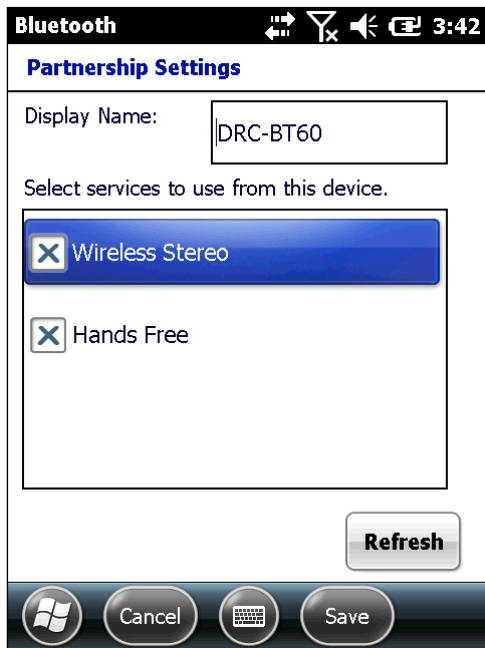 Bluetooth 3:42
Partnership Settings
Display Name: DRC-BT60
Select services to use from this device.
Wireless Stereo
Hands Free
Refresh
Cancel Save